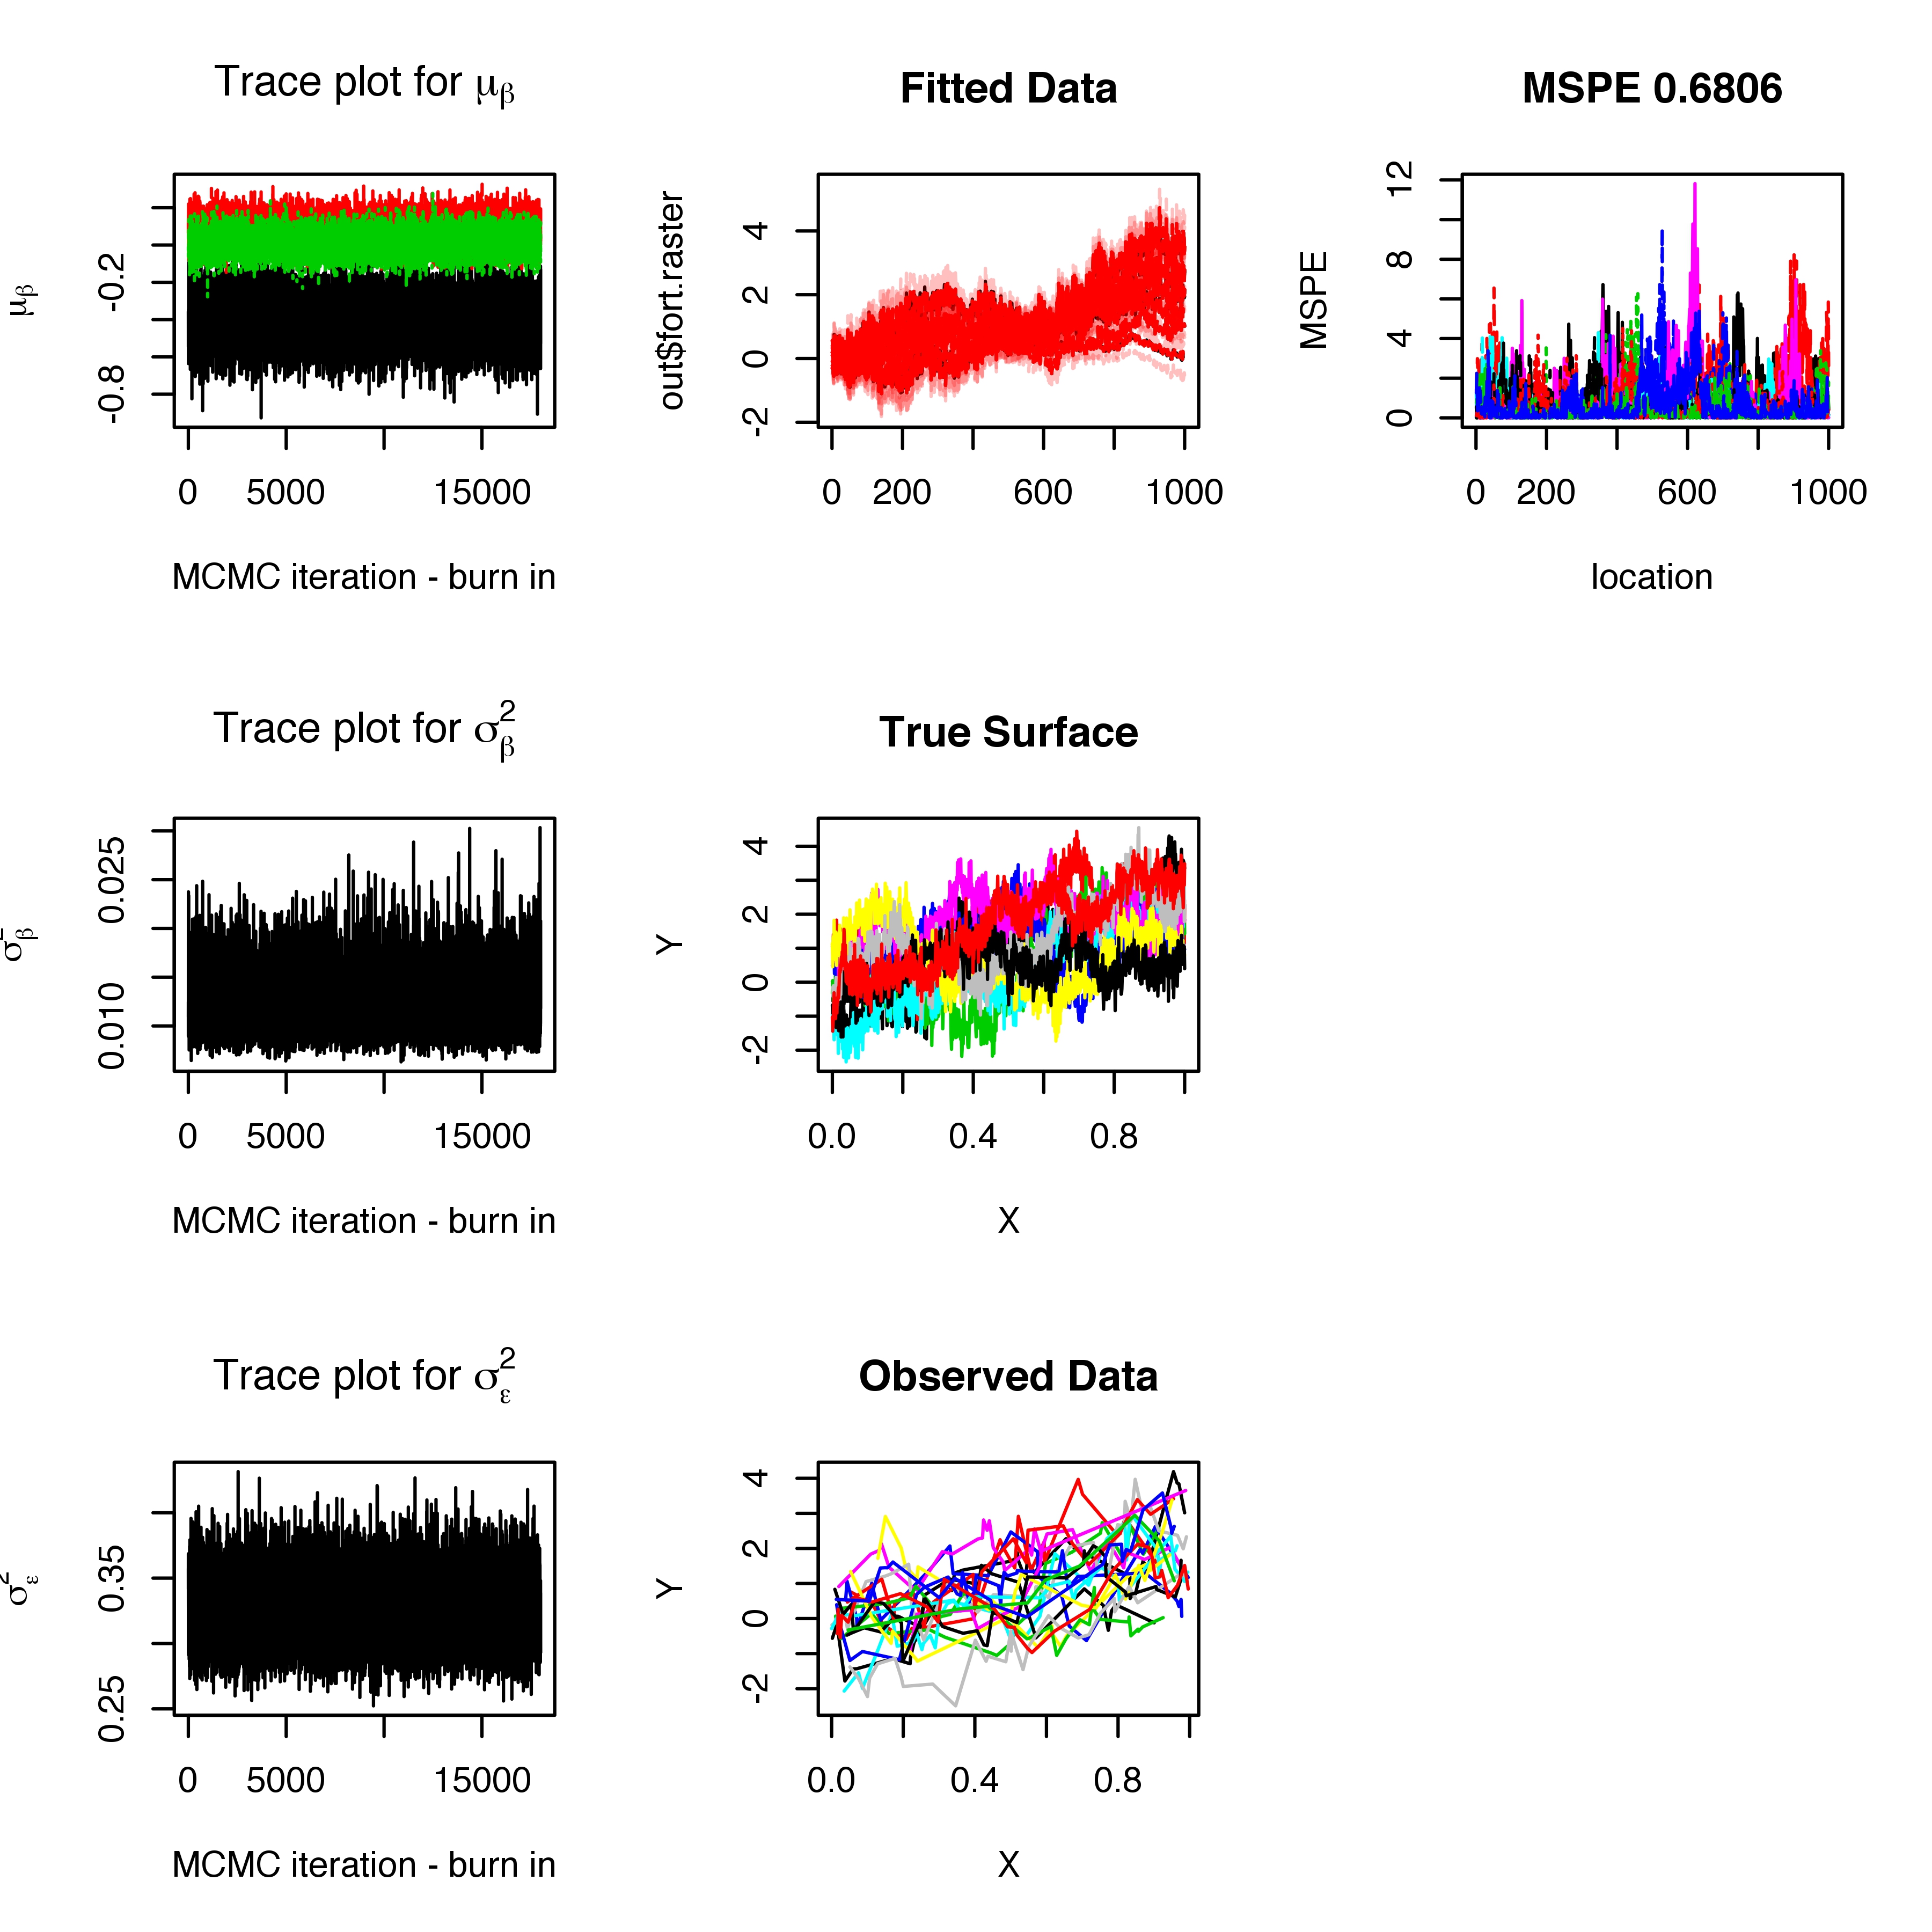 Trace plot for μβ
μβ
-0.2
-0.8
0 5000 15000
MCMC iteration - burn in
Fitted Data
out$fort.raster
4
2
0
-2
0 200 600 1000
MSPE 0.6806
MSPE
12
8
4
0
0 200 600 1000
location
Trace plot for σ²β
σ²β
0.025
0.010
0 5000 15000
MCMC iteration - burn in
True Surface
Y
4
2
0
-2
0.0 0.4 0.8
X
Trace plot for σ²ε
σ²ε
0.35
0.25
0 5000 15000
MCMC iteration - burn in
Observed Data
Y
4
2
0
-2
0.0 0.4 0.8
X